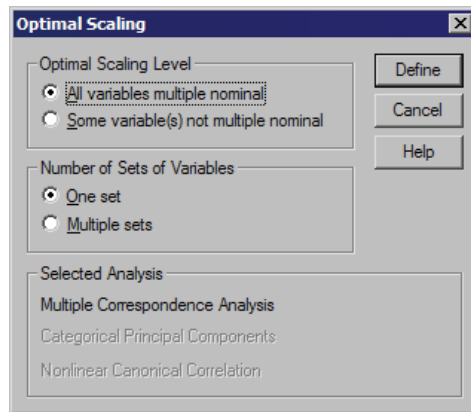 Optimal Scaling
Optimal Scaling Level
All variables multiple nominal
Some variable(s) not multiple nominal
Define
Cancel
Help
Number of Sets of Variables
One set
Multiple sets
Selected Analysis
Multiple Correspondence Analysis
Categorical Principal Components
Nonlinear Canonical Correlation